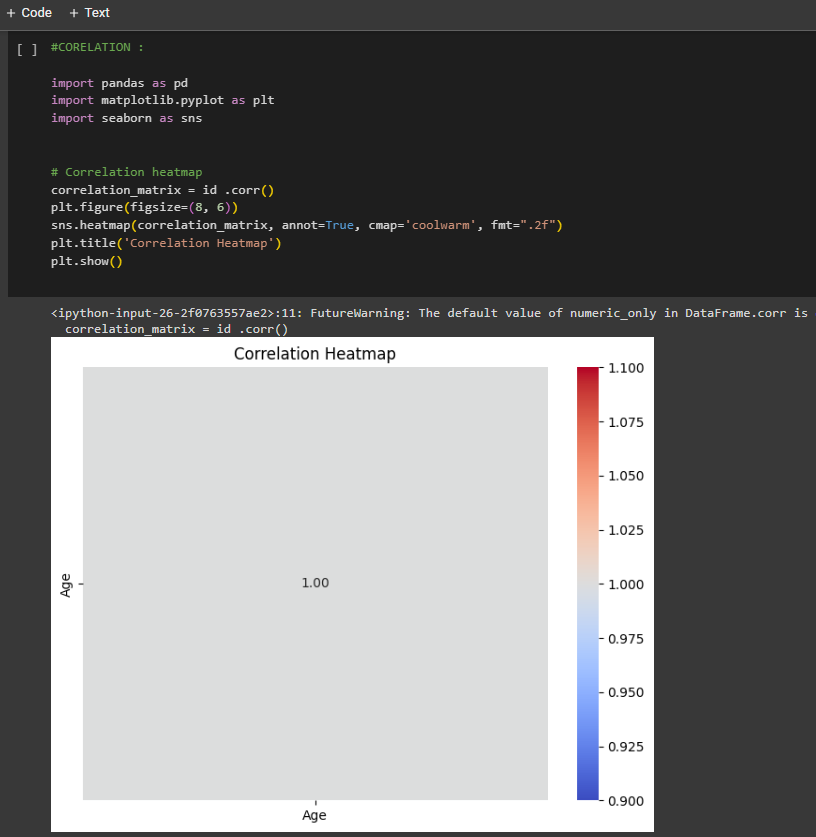 + Code + Text
[ ] #CORELATION :
import pandas as pd
import matplotlib.pyplot as plt
import seaborn as sns
# Correlation heatmap
correlation_matrix = id .corr()
plt.figure(figsize=(8, 6))
sns.heatmap(correlation_matrix, annot=True, cmap='coolwarm', fmt=".2f")
plt.title('Correlation Heatmap')
plt.show()
<ipython-input-26-2f0763557ae2>:11: FutureWarning: The default value of numeric_only in DataFrame.corr is
correlation_matrix = id .corr()
Correlation Heatmap
1.100
1.075
1.050
1.025
1.000
0.975
0.950
0.925
0.900
Age
1.00
Age